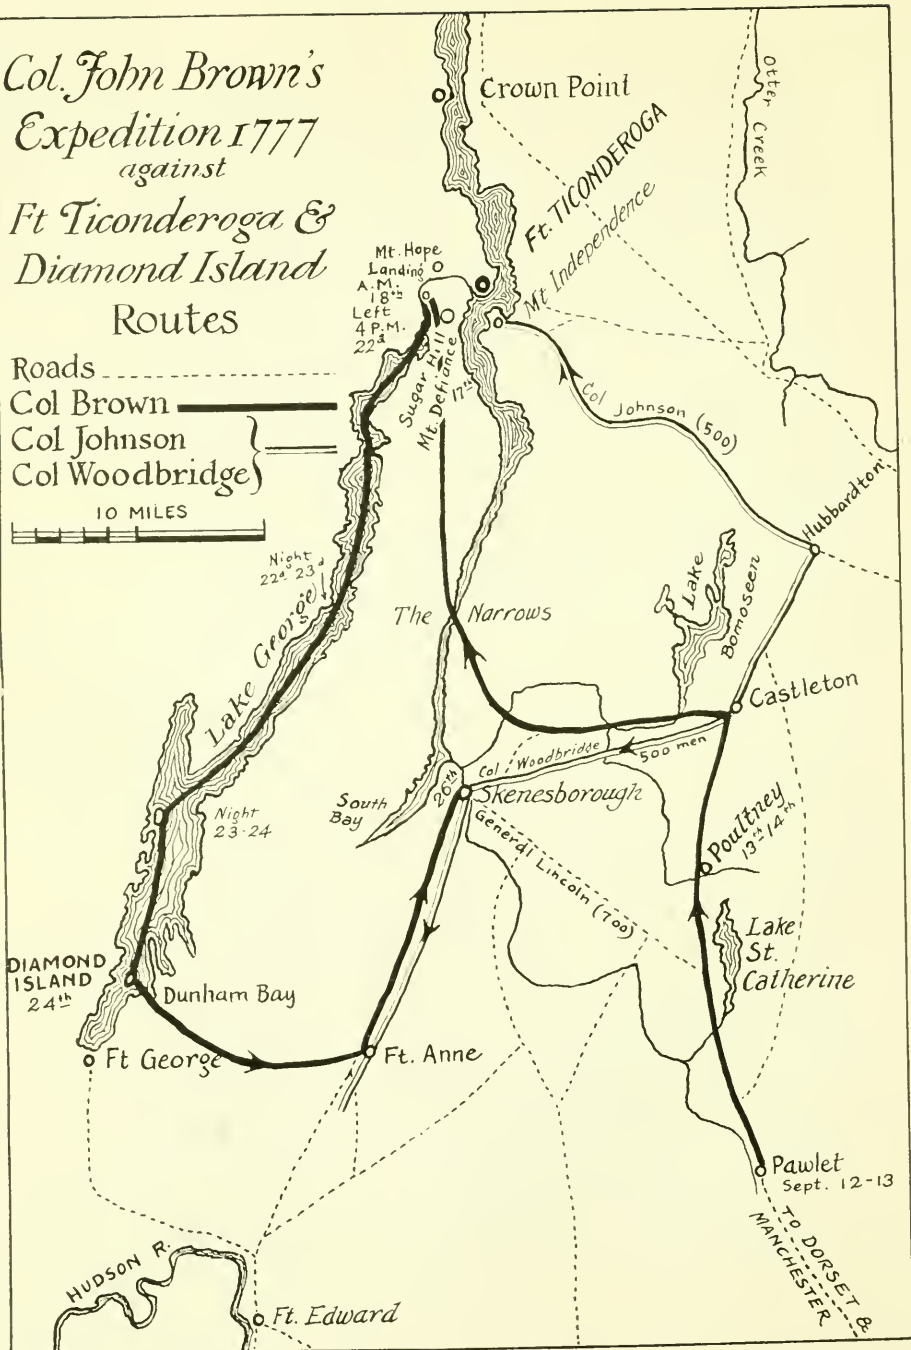 Col. John Brown's
Expedition 1777
against
Ft Ticonderoga &
Diamond Island
Routes
Roads
Col Brown
Col Johnson
Col Woodbridge
10 MILES
Crown Point
Otter Creek
Ft. TICONDEROGA
Mt Independence
Mt. Hope
Landing
A.M.
18th
Left
4 P.M.
22d
Sugar Hill
Mt. Defiance
17th
Col Johnson (500)
Hubbardton
Night
22d 23d
Lake George
The Narrows
Lake
Bomoseen
Castleton
Col Woodbridge
500 men
26th
Skenesborough
South
Bay
General Lincoln (700)
Poultney
13th-14th
Night
23-24
Lake
St.
Catherine
DIAMOND
ISLAND
24th
Dunham Bay
Ft George
Ft. Anne
Pawlet
Sept. 12-13
TO DORSET &
MANCHESTER
HUDSON R.
Ft. Edward